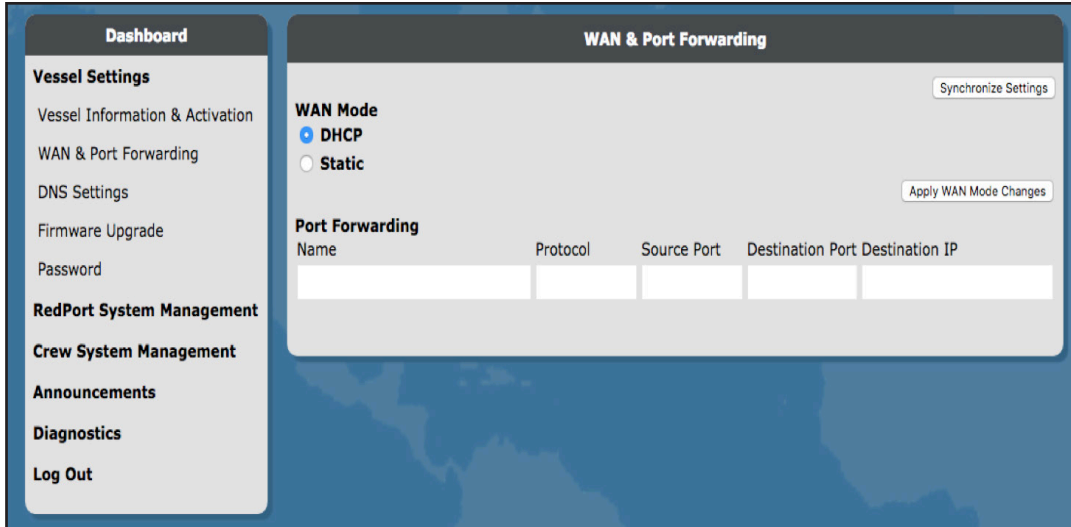 Dashboard
Vessel Settings
Vessel Information & Activation
WAN & Port Forwarding
DNS Settings
Firmware Upgrade
Password
RedPort System Management
Crew System Management
Announcements
Diagnostics
Log Out
WAN & Port Forwarding
Synchronize Settings
WAN Mode
DHCP
Static
Apply WAN Mode Changes
Port Forwarding
Name Protocol Source Port Destination Port Destination IP